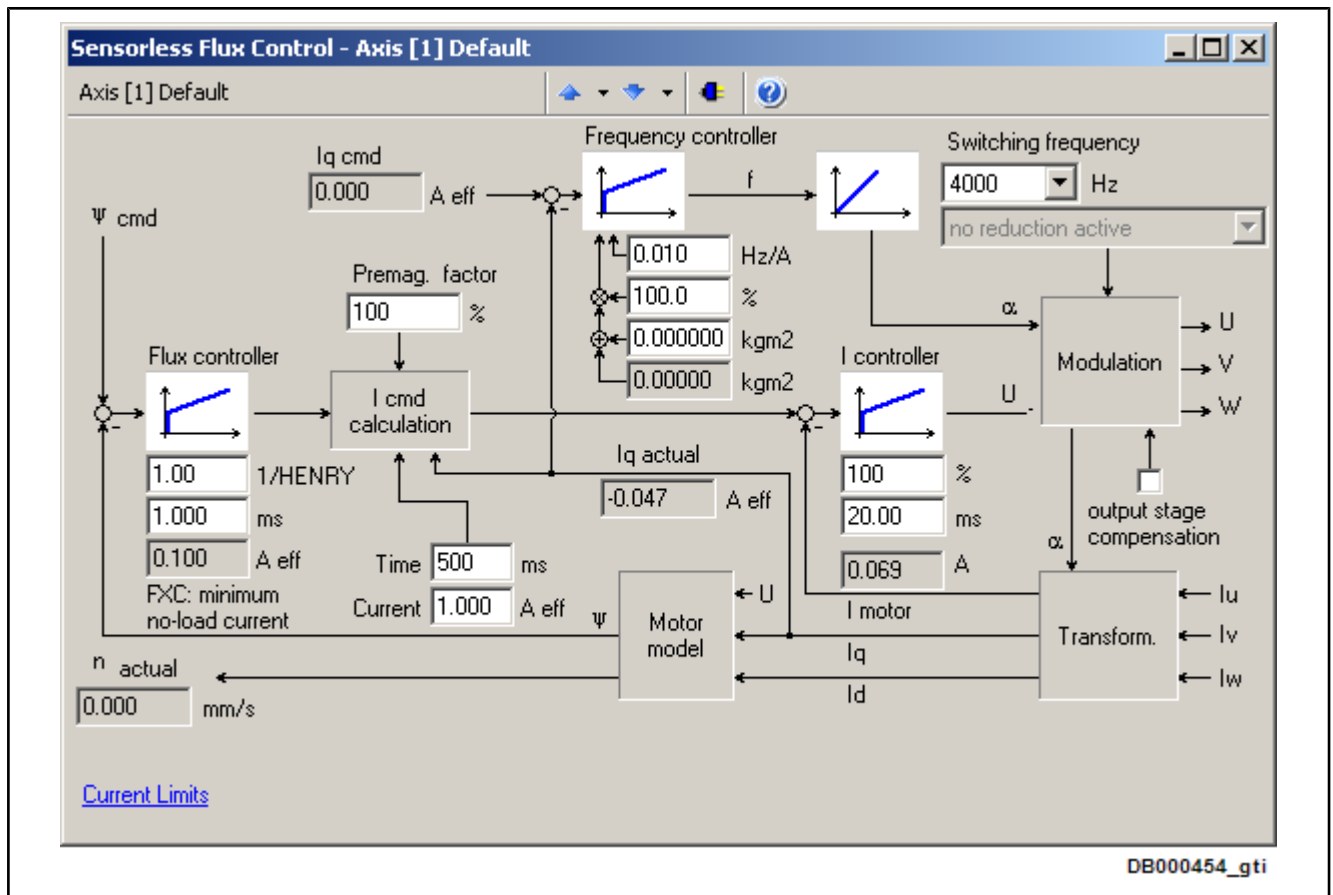 Sensorless Flux Control - Axis [1] Default
Axis [1] Default
Frequency controller
Switching frequency
Iq cmd
0.000 A eff
f
4000 Hz
no reduction active
Ψ cmd
0.010 Hz/A
100.0 %
0.000000 kgm2
0.00000 kgm2
Premag. factor
100 %
α
Modulation
U
V
W
Flux controller
I cmd
calculation
I controller
U
1.00 1/HENRY
1.000 ms
0.100 A eff
FXC: minimum
no-load current
Iq actual
-0.047 A eff
100 %
20.00 ms
0.069 A
I motor
output stage
compensation
α
Time 500 ms
Current 1.000 A eff
Ψ
Motor
model
U
Iq
Id
Transform.
Iu
Iv
Iw
n actual
0.000 mm/s
Current Limits
DB000454_gti